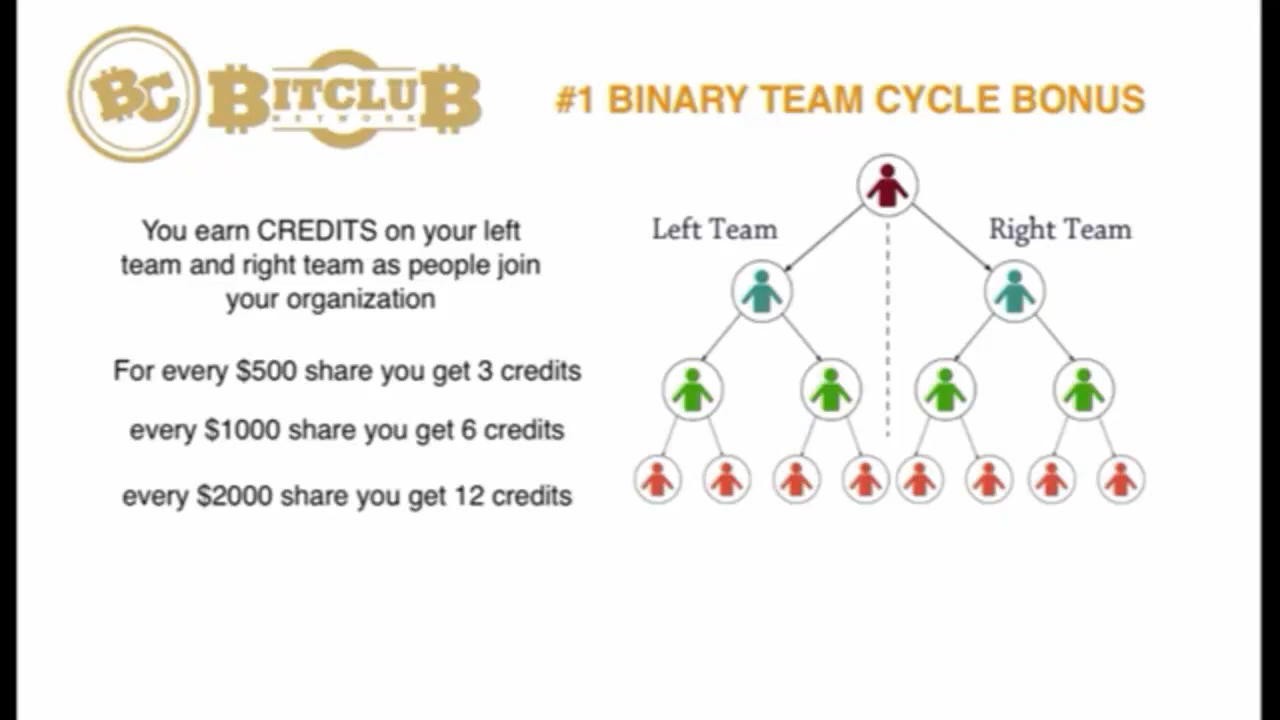 BC BITCLUB
NETWORK
#1 BINARY TEAM CYCLE BONUS
You earn CREDITS on your left
team and right team as people join
your organization
For every $500 share you get 3 credits
every $1000 share you get 6 credits
every $2000 share you get 12 credits
Left Team
Right Team